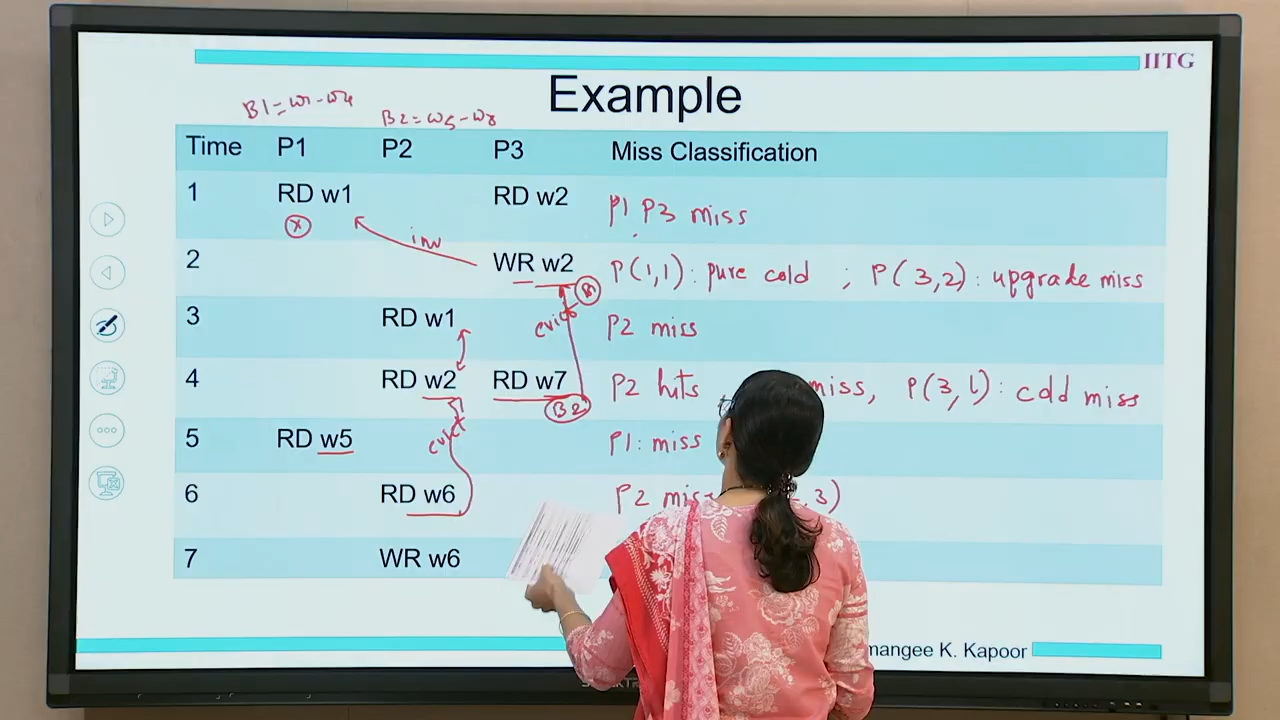 IITG
Example
B1 = w1 - w4
B2 = w5 - w8
Time P1 P2 P3 Miss Classification
1 RD w1 RD w2 P1 P3 miss
X
inv
2 WR w2 P(1,1): pure cold ; P(3,2): upgrade miss
evict
3 RD w1 P2 miss
4 RD w2 RD w7 P2 hits miss, P(3,1): cold miss
B2
evict
5 RD w5 P1: miss
6 RD w6 P2 miss 3)
7 WR w6
mangee K. Kapoor